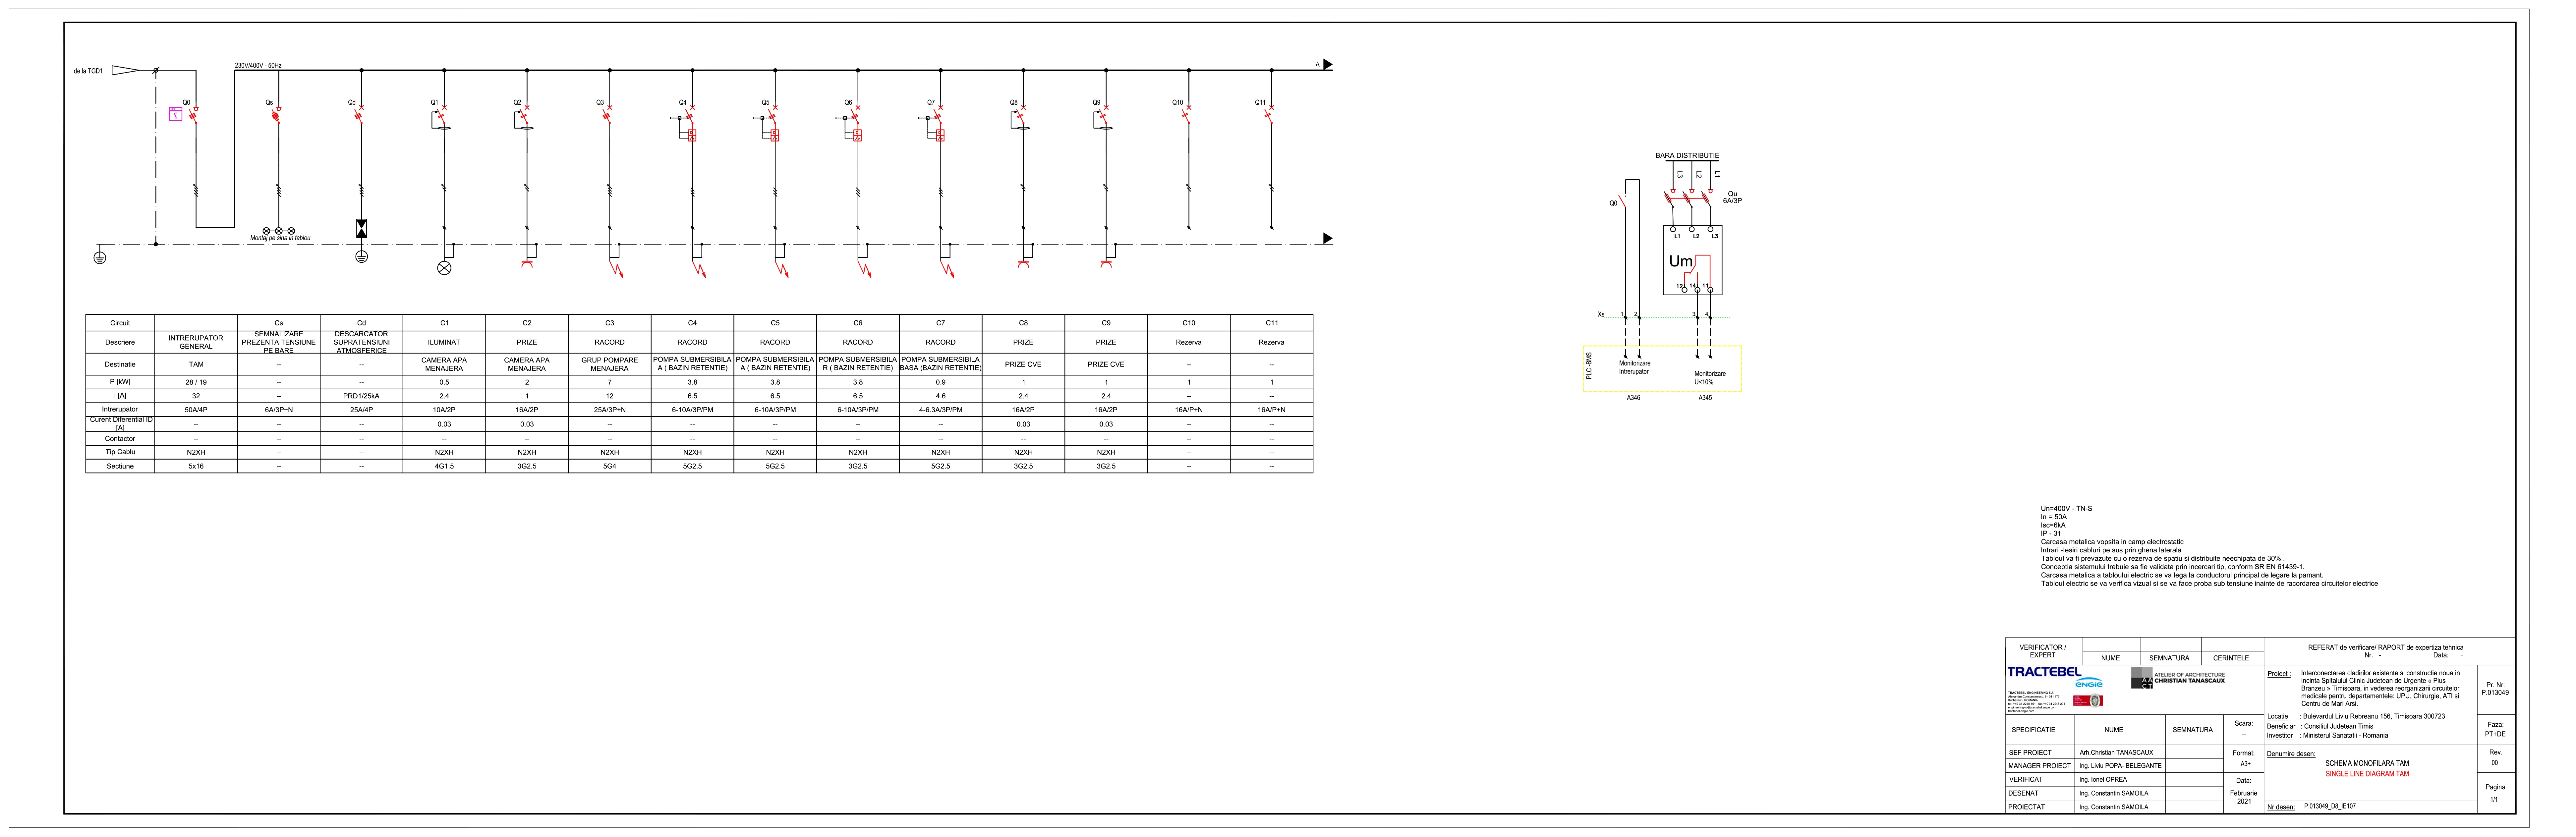 de la TGD1
230V/400V - 50Hz
A
Q0 Qs Qd Q1 Q2 Q3 Q4 Q5 Q6 Q7 Q8 Q9 Q10 Q11
Montaj pe sina in tablou
Circuit Cs Cd C1 C2 C3 C4 C5 C6 C7 C8 C9 C10 C11
Descriere INTRERUPATOR GENERAL SEMNALIZARE PREZENTA TENSIUNE PE BARE DESCARCATOR SUPRATENSIUNI ATMOSFERICE ILUMINAT PRIZE RACORD RACORD RACORD RACORD RACORD PRIZE PRIZE Rezerva Rezerva
Destinatie TAM -- -- CAMERA APA MENAJERA CAMERA APA MENAJERA GRUP POMPARE MENAJERA POMPA SUBMERSIBILA A ( BAZIN RETENTIE) POMPA SUBMERSIBILA A ( BAZIN RETENTIE) POMPA SUBMERSIBILA R ( BAZIN RETENTIE) POMPA SUBMERSIBILA BASA (BAZIN RETENTIE) PRIZE CVE PRIZE CVE -- --
P [kW] 28 / 19 -- -- 0.5 2 7 3.8 3.8 3.8 0.9 1 1 1 1
I [A] 32 -- PRD1/25kA 2.4 1 12 6.5 6.5 6.5 4.6 2.4 2.4 1 1
Intrerupator 50A/4P 6A/3P+N 25A/4P 10A/2P 16A/2P 25A/3P+N 6-10A/3P/PM 6-10A/3P/PM 6-10A/3P/PM 4-6.3A/3P/PM 16A/2P 16A/2P 16A/P+N 16A/P+N
Curent Diferential ID [A] -- -- -- 0.03 0.03 -- -- -- -- -- 0.03 0.03 -- --
Contactor -- -- -- -- -- -- -- -- -- -- -- -- -- --
Tip Cablu N2XH -- -- N2XH N2XH N2XH N2XH N2XH N2XH N2XH N2XH N2XH -- --
Sectiune 5x16 -- -- 4G1.5 3G2.5 5G4 5G2.5 5G2.5 3G2.5 5G2.5 3G2.5 3G2.5 -- --
BARA DISTRIBUTIE
L3 L2 L1
Qu
6A/3P
Q0
L1 L2 L3
Um
12 14 11
Xs 1 2 3 4
PLC -BMS
Monitorizare
Intrerupator
Monitorizare
U<10%
A346 A345
Un=400V - TN-S
In = 50A
Isc=6kA
IP - 31
Carcasa metalica vopsita in camp electrostatic
Intrari -Iesiri cabluri pe sus prin ghena laterala
Tabloul va fi prevazute cu o rezerva de spatiu si distribuite neechipata de 30% .
Conceptia sistemului trebuie sa fie validata prin incercari tip, conform SR EN 61439-1.
Carcasa metalica a tabloului electric se va lega la conductorul principal de legare la pamant.
Tabloul electric se va verifica vizual si se va face proba sub tensiune inainte de racordarea circuitelor electrice
VERIFICATOR /
EXPERT
NUME SEMNATURA CERINTELE
REFERAT de verificare/ RAPORT de expertiza tehnica
Nr. - Data: -
TRACTEBEL
ENGIE
TRACTEBEL ENGINEERING S.A.
ATELIER OF ARCHITECTURE
CHRISTIAN TANASCAUX
Proiect : Interconectarea cladirilor existente si constructie noua in
incinta Spitalului Clinic Judetean de Urgente « Pius
Branzeu » Timisoara, in vederea reorganizarii circuitelor
medicale pentru departamentele: UPU, Chirurgie, ATI si
Centru de Mari Arsi.
Locatie : Bulevardul Liviu Rebreanu 156, Timisoara 300723
Beneficiar : Consiliul Judetean Timis
Investitor : Ministerul Sanatatii - Romania
Pr. Nr:
P.013049
Faza:
PT+DE
SPECIFICATIE NUME SEMNATURA
Scara:
--
SEF PROIECT Arh.Christian TANASCAUX
MANAGER PROIECT Ing. Liviu POPA- BELEGANTE
VERIFICAT Ing. Ionel OPREA
DESENAT Ing. Constantin SAMOILA
PROIECTAT Ing. Constantin SAMOILA
Format:
A3+
Data:
Februarie
2021
Denumire desen:
SCHEMA MONOFILARA TAM
SINGLE LINE DIAGRAM TAM
Nr desen: P.013049_D8_IE107
Rev.
00
Pagina
1/1